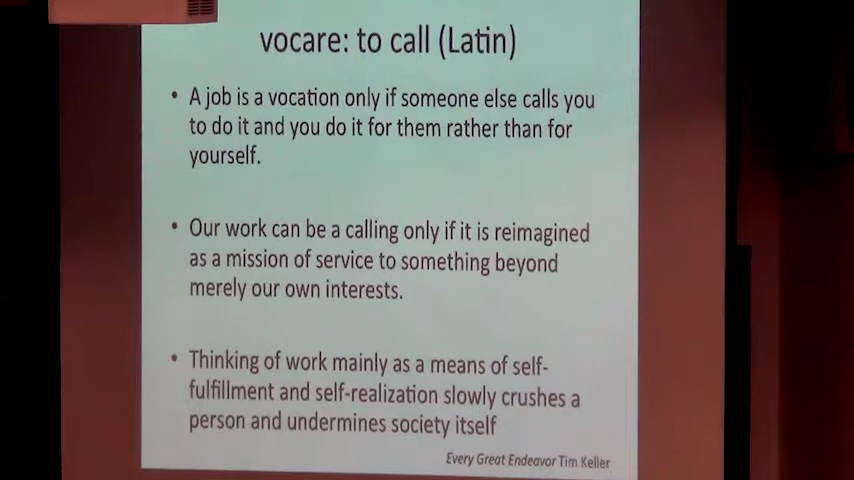 vocare: to call (Latin)
• A job is a vocation only if someone else calls you
to do it and you do it for them rather than for
yourself.
• Our work can be a calling only if it is reimagined
as a mission of service to something beyond
merely our own interests.
• Thinking of work mainly as a means of self-
fulfillment and self-realization slowly crushes a
person and undermines society itself
Every Great Endeavor Tim Keller